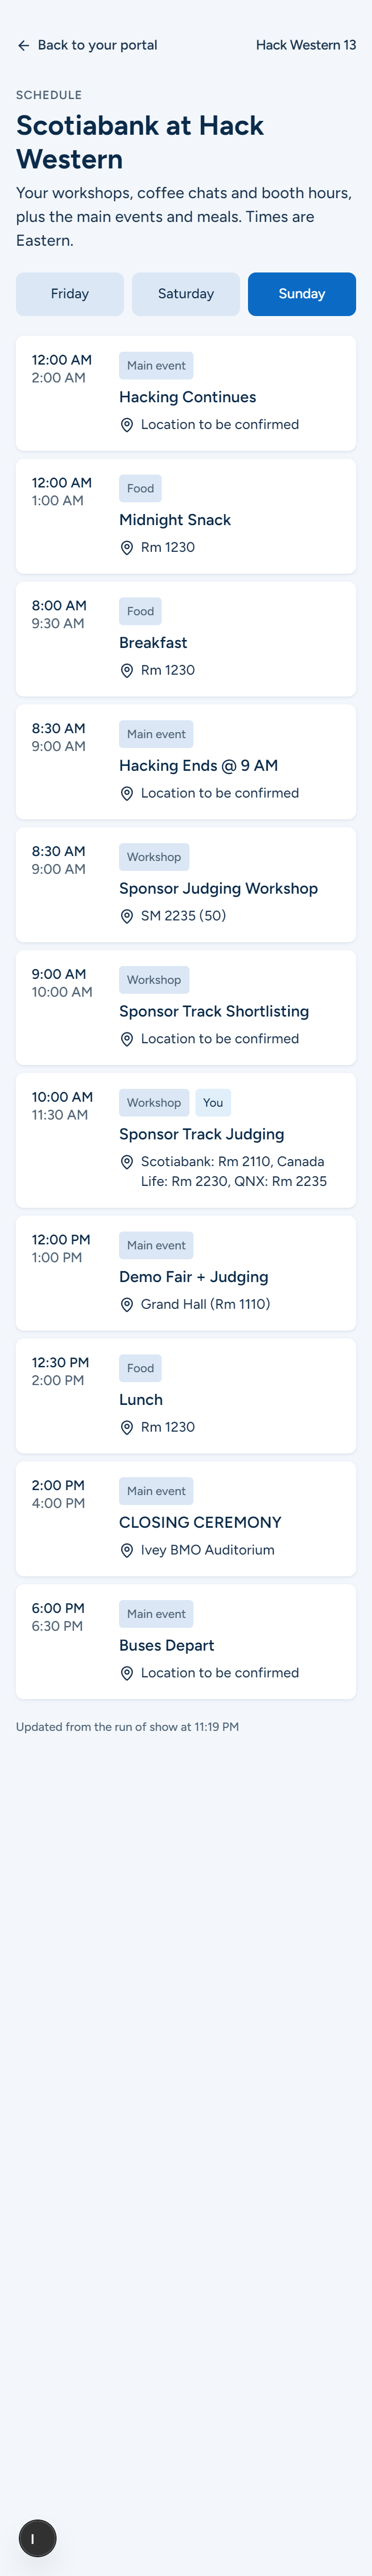 Back to your portal
Hack Western 13
SCHEDULE
Scotiabank at Hack
Western
Your workshops, coffee chats and booth hours,
plus the main events and meals. Times are
Eastern.
Friday
Saturday
Sunday
12:00 AM
2:00 AM
Main event
Hacking Continues
Location to be confirmed
12:00 AM
1:00 AM
Food
Midnight Snack
Rm 1230
8:00 AM
9:30 AM
Food
Breakfast
Rm 1230
8:30 AM
9:00 AM
Main event
Hacking Ends @ 9 AM
Location to be confirmed
8:30 AM
9:00 AM
Workshop
Sponsor Judging Workshop
SM 2235 (50)
9:00 AM
10:00 AM
Workshop
Sponsor Track Shortlisting
Location to be confirmed
10:00 AM
11:30 AM
Workshop
You
Sponsor Track Judging
Scotiabank: Rm 2110, Canada
Life: Rm 2230, QNX: Rm 2235
12:00 PM
1:00 PM
Main event
Demo Fair + Judging
Grand Hall (Rm 1110)
12:30 PM
2:00 PM
Food
Lunch
Rm 1230
2:00 PM
4:00 PM
Main event
CLOSING CEREMONY
Ivey BMO Auditorium
6:00 PM
6:30 PM
Main event
Buses Depart
Location to be confirmed
Updated from the run of show at 11:19 PM